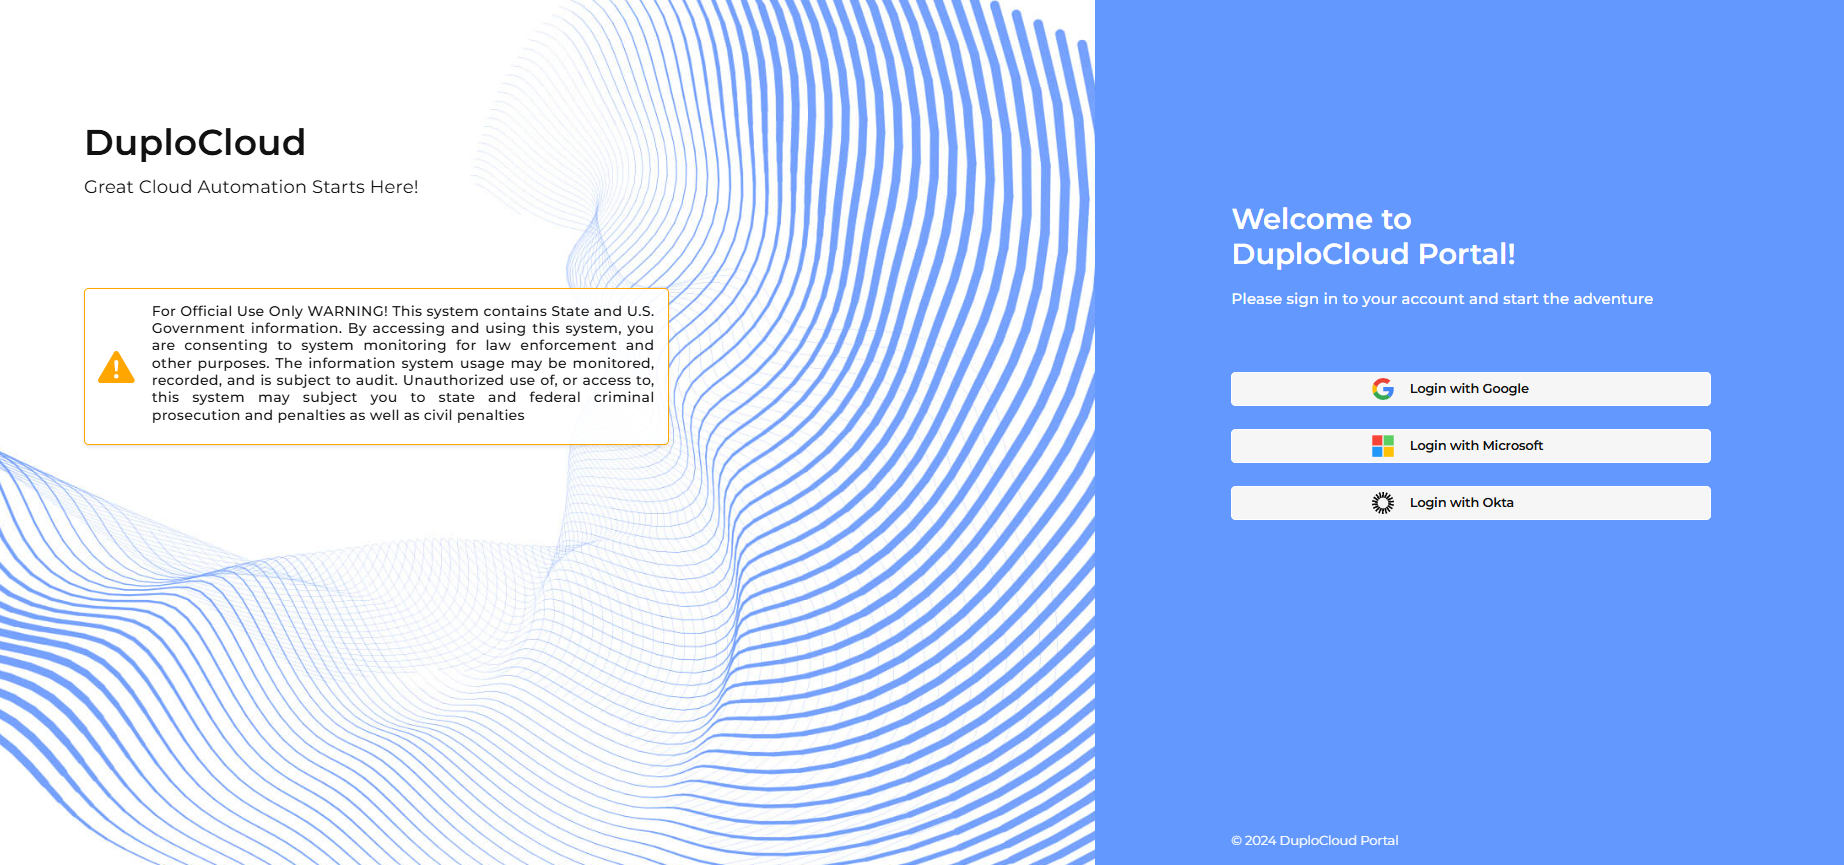 DuploCloud
Great Cloud Automation Starts Here!
For Official Use Only WARNING! This system contains State and U.S.
Government information. By accessing and using this system, you
are consenting to system monitoring for law enforcement and
other purposes. The information system usage may be monitored,
recorded, and is subject to audit. Unauthorized use of, or access to,
this system may subject you to state and federal criminal
prosecution and penalties as well as civil penalties
Welcome to
DuploCloud Portal!
Please sign in to your account and start the adventure
Login with Google
Login with Microsoft
Login with Okta
© 2024 DuploCloud Portal